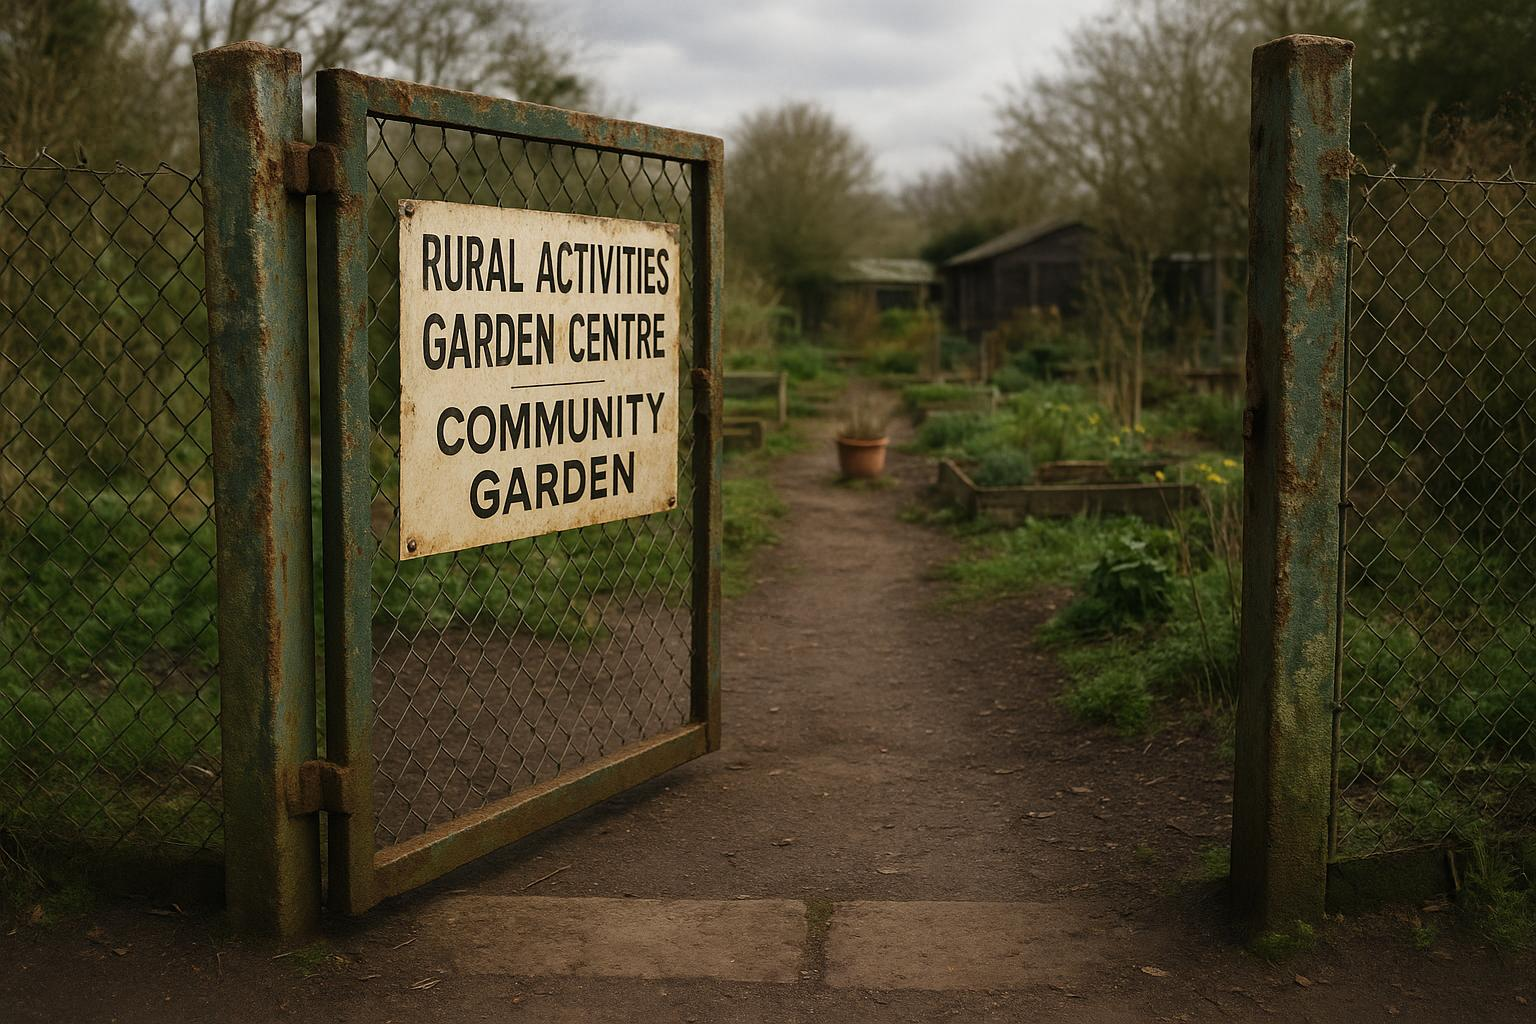 RURAL ACTIVITIES
GARDEN CENTRE
COMMUNITY
GARDEN